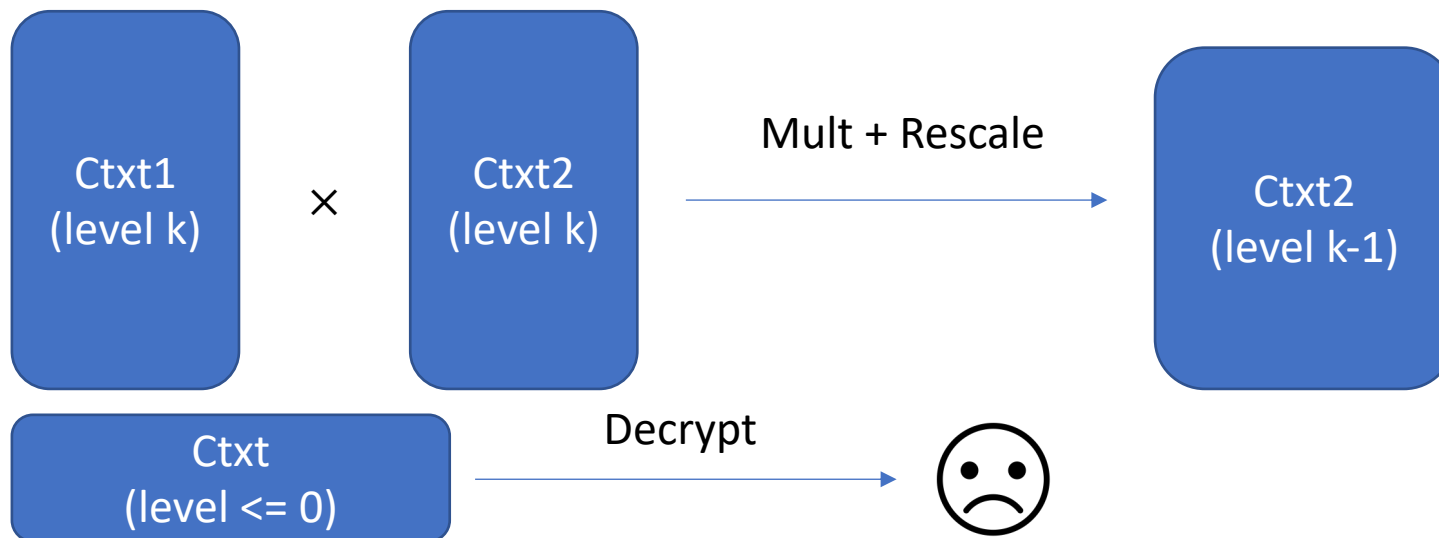 Ctxt1
(level k)
×
Ctxt2
(level k)
Mult + Rescale
Ctxt2
(level k-1)
Ctxt
(level <= 0)
Decrypt